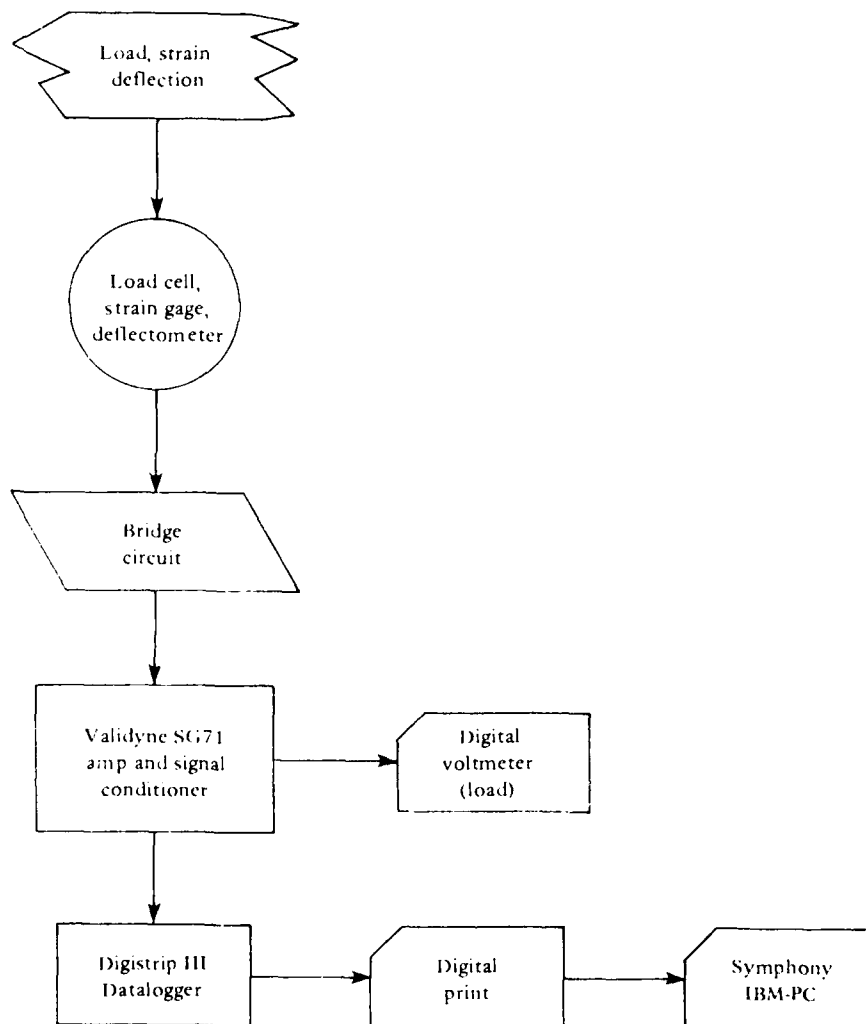 Load, strain
deflection
Load cell,
strain gage,
deflectometer
Bridge
circuit
Validyne SG71
amp and signal
conditioner
Digital
voltmeter
(load)
Digistrip III
Datalogger
Digital
print
Symphony
IBM-PC